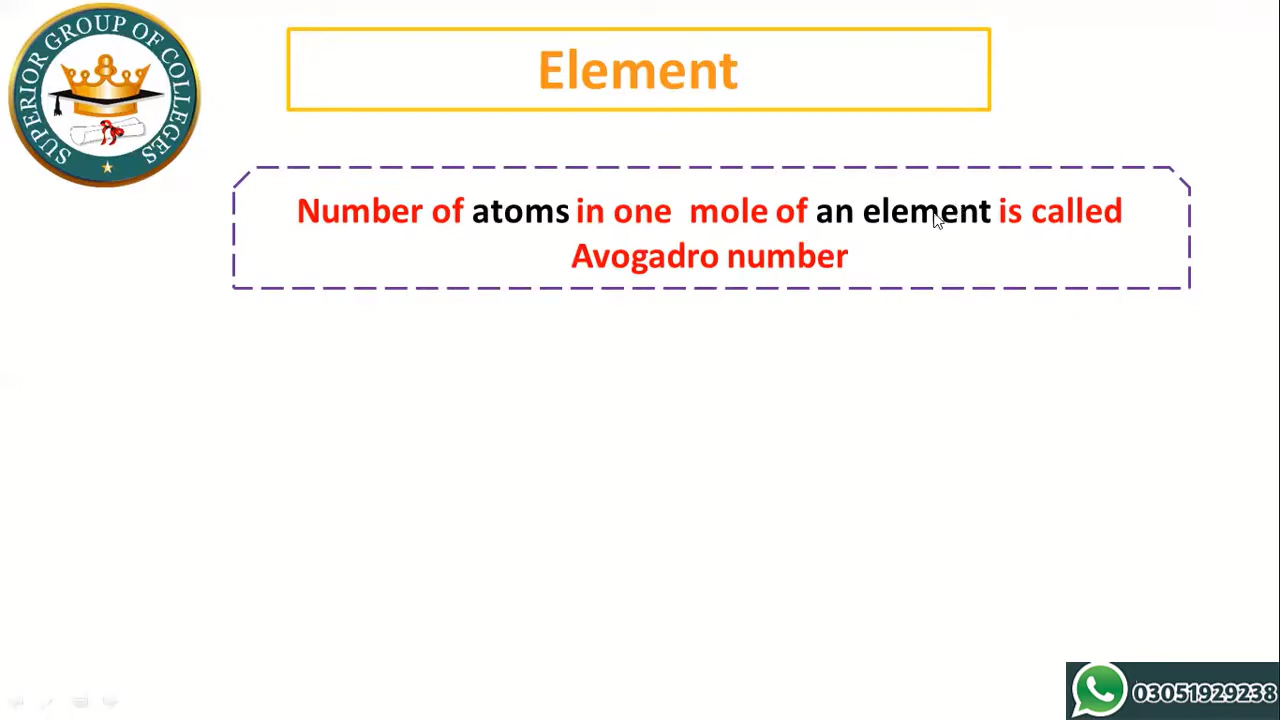 SUPERIOR GROUP OF COLLEGES
Element
Number of atoms in one mole of an element is called
Avogadro number
03051929238